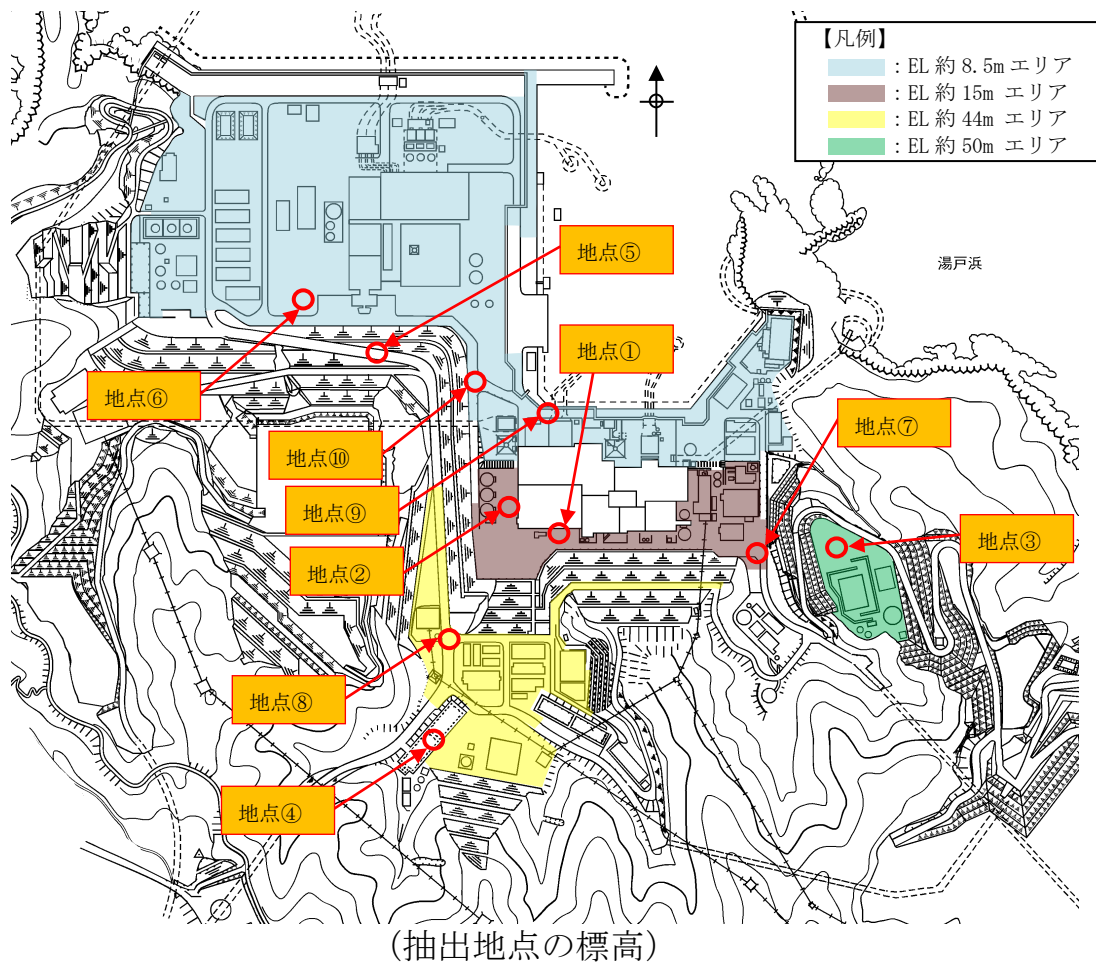 【凡例】
：EL 約 8.5m エリア
：EL 約 15m エリア
：EL 約 44m エリア
：EL 約 50m エリア
湯戸浜
地点⑤
地点①
地点⑥
地点⑦
地点⑩
地点⑨
地点③
地点②
地点⑧
地点④
(抽出地点の標高)